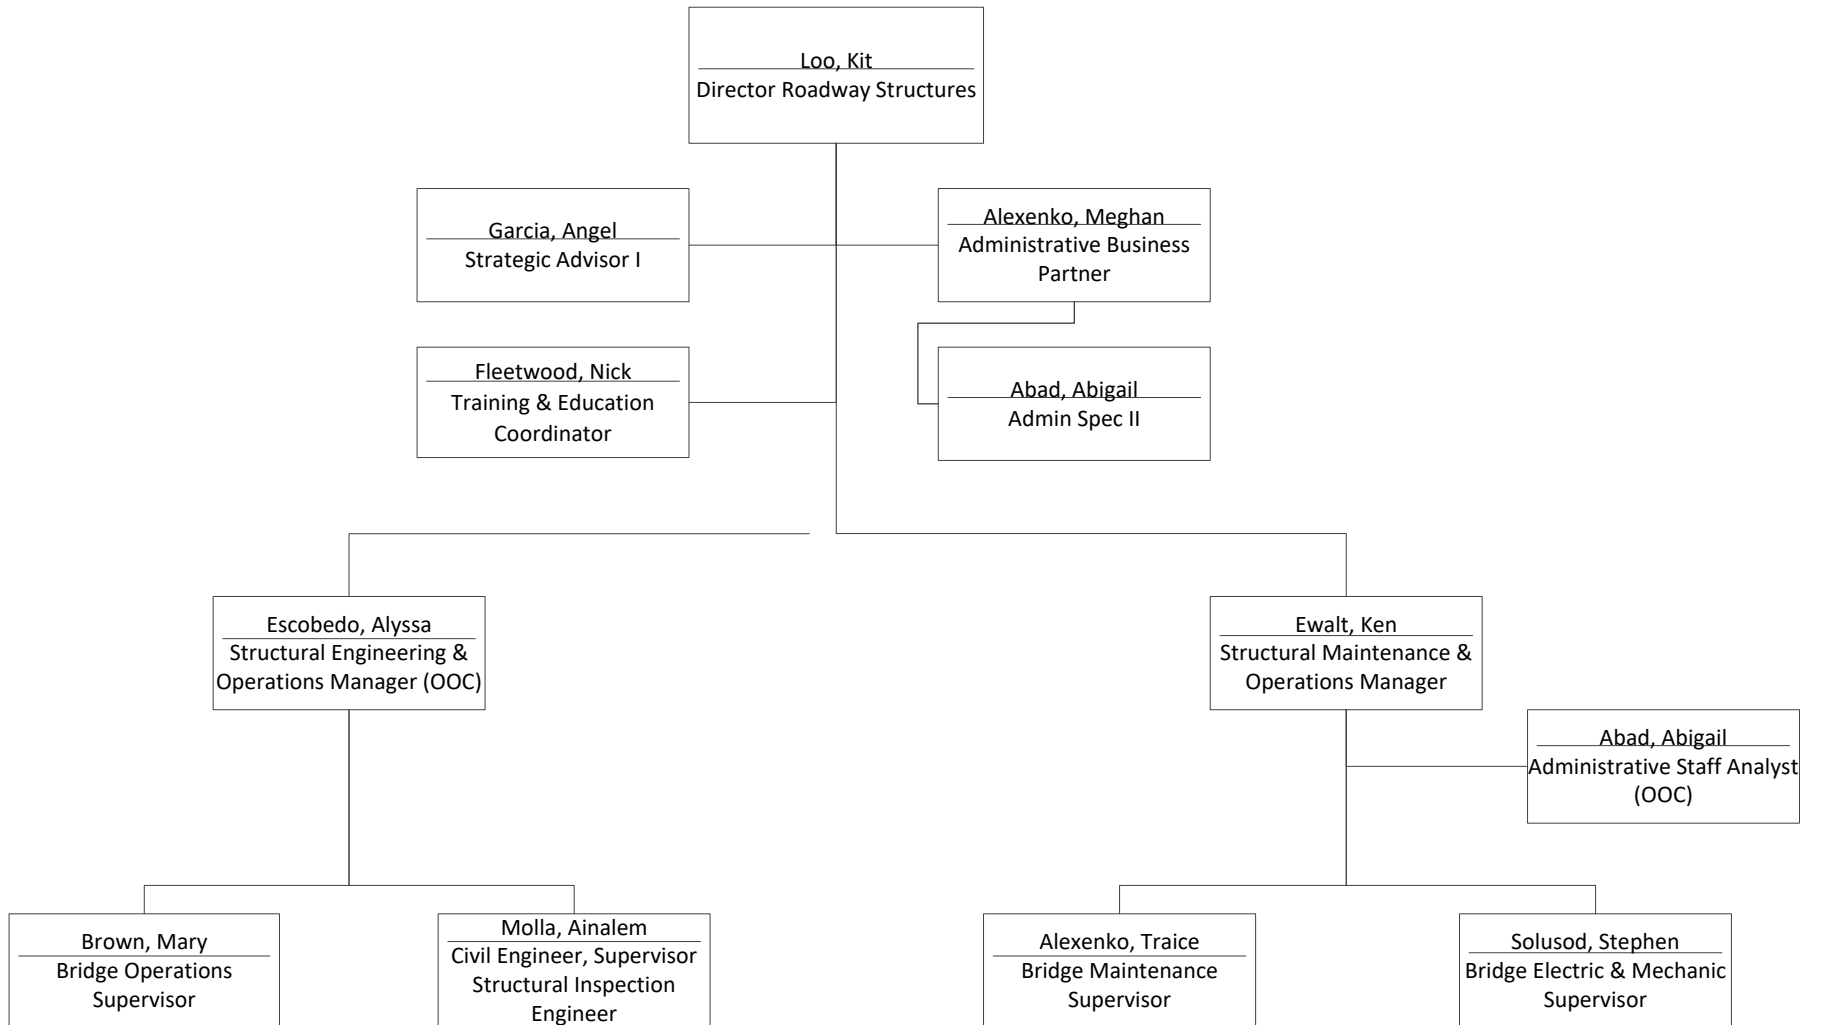 Loo, Kit
Director Roadway Structures
Garcia, Angel
Strategic Advisor I
Alexenko, Meghan
Administrative Business
Partner
Fleetwood, Nick
Training & Education
Coordinator
Abad, Abigail
Admin Spec II
Escobedo, Alyssa
Structural Engineering &
Operations Manager (OOC)
Ewalt, Ken
Structural Maintenance &
Operations Manager
Abad, Abigail
Administrative Staff Analyst
(OOC)
Brown, Mary
Bridge Operations
Supervisor
Molla, Ainalem
Civil Engineer, Supervisor
Structural Inspection
Engineer
Alexenko, Traice
Bridge Maintenance
Supervisor
Solusod, Stephen
Bridge Electric & Mechanic
Supervisor